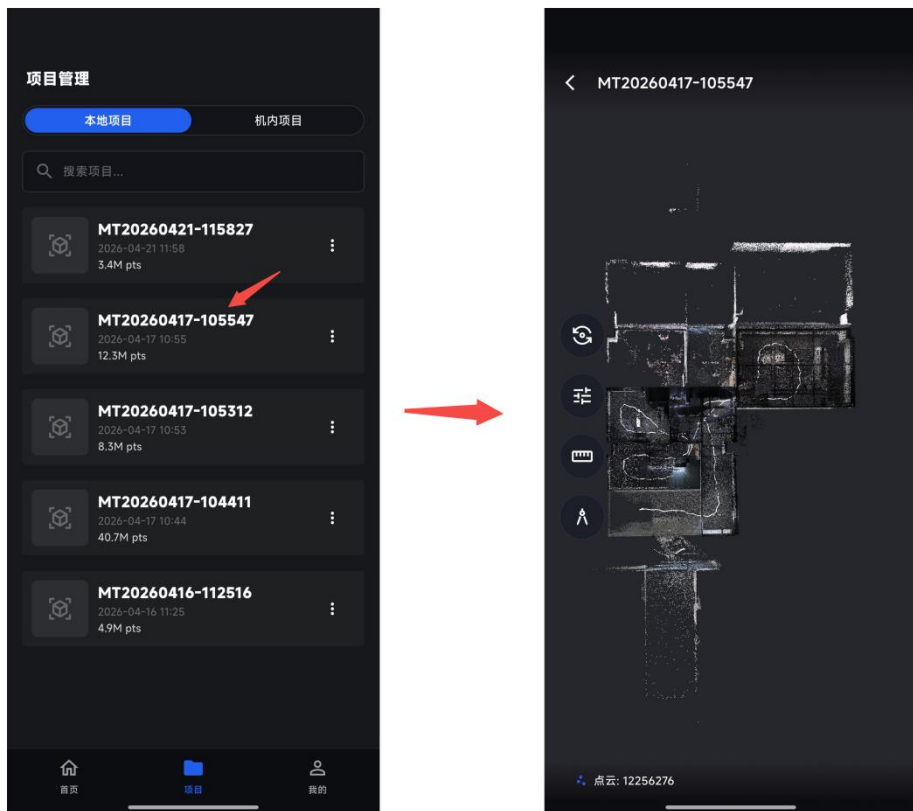 项目管理
本地项目
机内项目
搜索项目...
MT20260421-115827
2026-04-21 11:58
3.4M pts
MT20260417-105547
2026-04-17 10:55
12.3M pts
MT20260417-105312
2026-04-17 10:53
8.3M pts
MT20260417-104411
2026-04-17 10:44
40.7M pts
MT20260416-112516
2026-04-16 11:25
4.9M pts
首页
项目
我的
MT20260417-105547
点云: 12256276